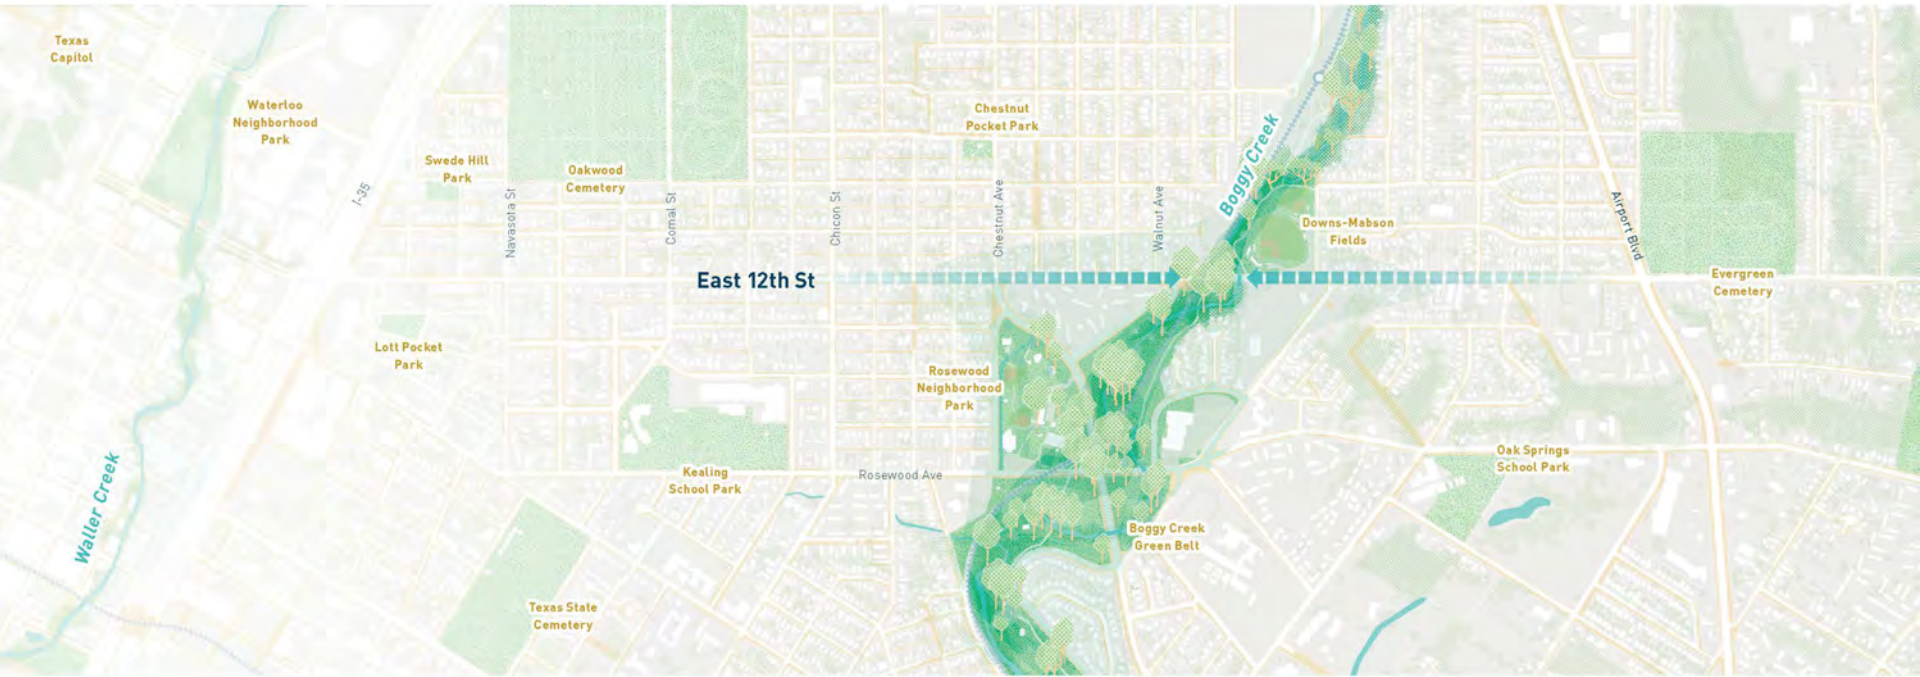 Texas
Capitol
Waterloo
Neighborhood
Park
I-35
Swede Hill
Park
Navasota St
Oakwood
Cemetery
Comal St
Chicon St
Chestnut
Pocket Park
Chestnut Ave
Walnut Ave
Boggy Creek
Downs-Mabson
Fields
Airport Blvd
Evergreen
Cemetery
East 12th St
Lott Pocket
Park
Rosewood
Neighborhood
Park
Kealing
School Park
Rosewood Ave
Oak Springs
School Park
Waller Creek
Boggy Creek
Green Belt
Texas State
Cemetery